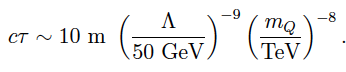 cτ ∼ 10 m (Λ / 50 GeV)^{−9} (m_Q / TeV)^{−8} .